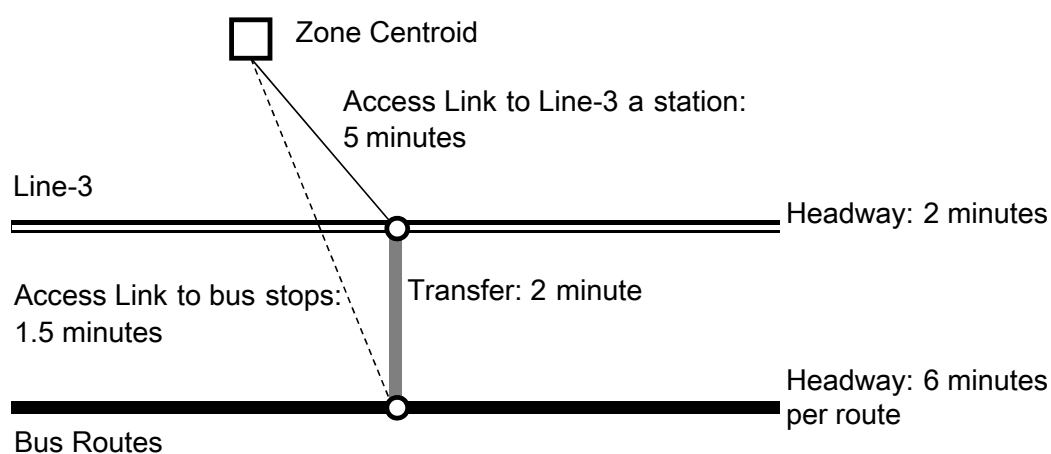 Zone Centroid
Access Link to Line-3 a station:
5 minutes
Line-3
Headway: 2 minutes
Access Link to bus stops:
1.5 minutes
Transfer: 2 minute
Headway: 6 minutes
per route
Bus Routes